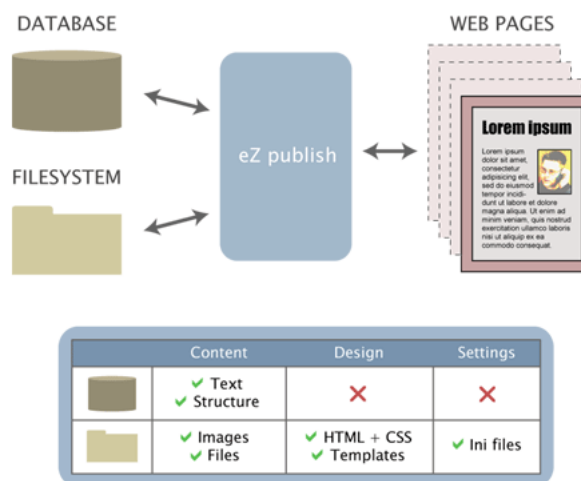 DATABASE
WEB PAGES
eZ publish
FILESYSTEM
Lorem ipsum
Lorem ipsum
dolor sit amet,
consectetur
adipisicing elit,
sed do eiusmod
tempor incidi-
dunt ut labore et dolore
magna aliqua. Ut enim ad
minim veniam, quis nostrud
exercitation ullamco laboris
nisi ut aliquip ex ea
commodo consequat.
Content Design Settings
Text
Structure
Images HTML + CSS Ini files
Files Templates